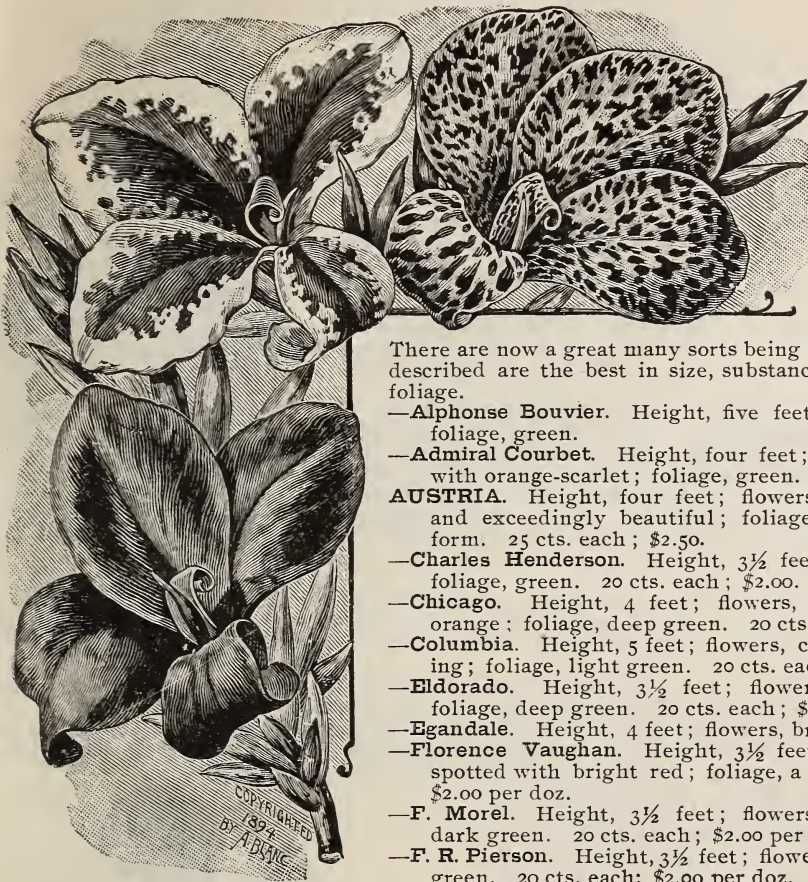 There are now a great many sorts being
described are the best in size, substanc
foliage.
—Alphonse Bouvier. Height, five feet
foliage, green.
—Admiral Courbet. Height, four feet;
with orange-scarlet; foliage, green.
AUSTRIA. Height, four feet; flowers
and exceedingly beautiful; foliage
form. 25 cts. each; $2.50.
—Charles Henderson. Height, 3½ fee
foliage, green. 20 cts. each; $2.00.
—Chicago. Height, 4 feet; flowers,
orange; foliage, deep green. 20 cts
—Columbia. Height, 5 feet; flowers, c
ing; foliage, light green. 20 cts. ea
—Eldorado. Height, 3½ feet; flower
foliage, deep green. 20 cts. each; $
—Egandale. Height, 4 feet; flowers, br
—Florence Vaughan. Height, 3½ feet
spotted with bright red; foliage, a
$2.00 per doz.
—F. Morel. Height, 3½ feet; flowers
dark green. 20 cts. each; $2.00 per
—F. R. Pierson. Height, 3½ feet; flowe
green. 20 cts. each; $2.00 per doz.
COPYRIGHTED
1894
BY A. BLANC